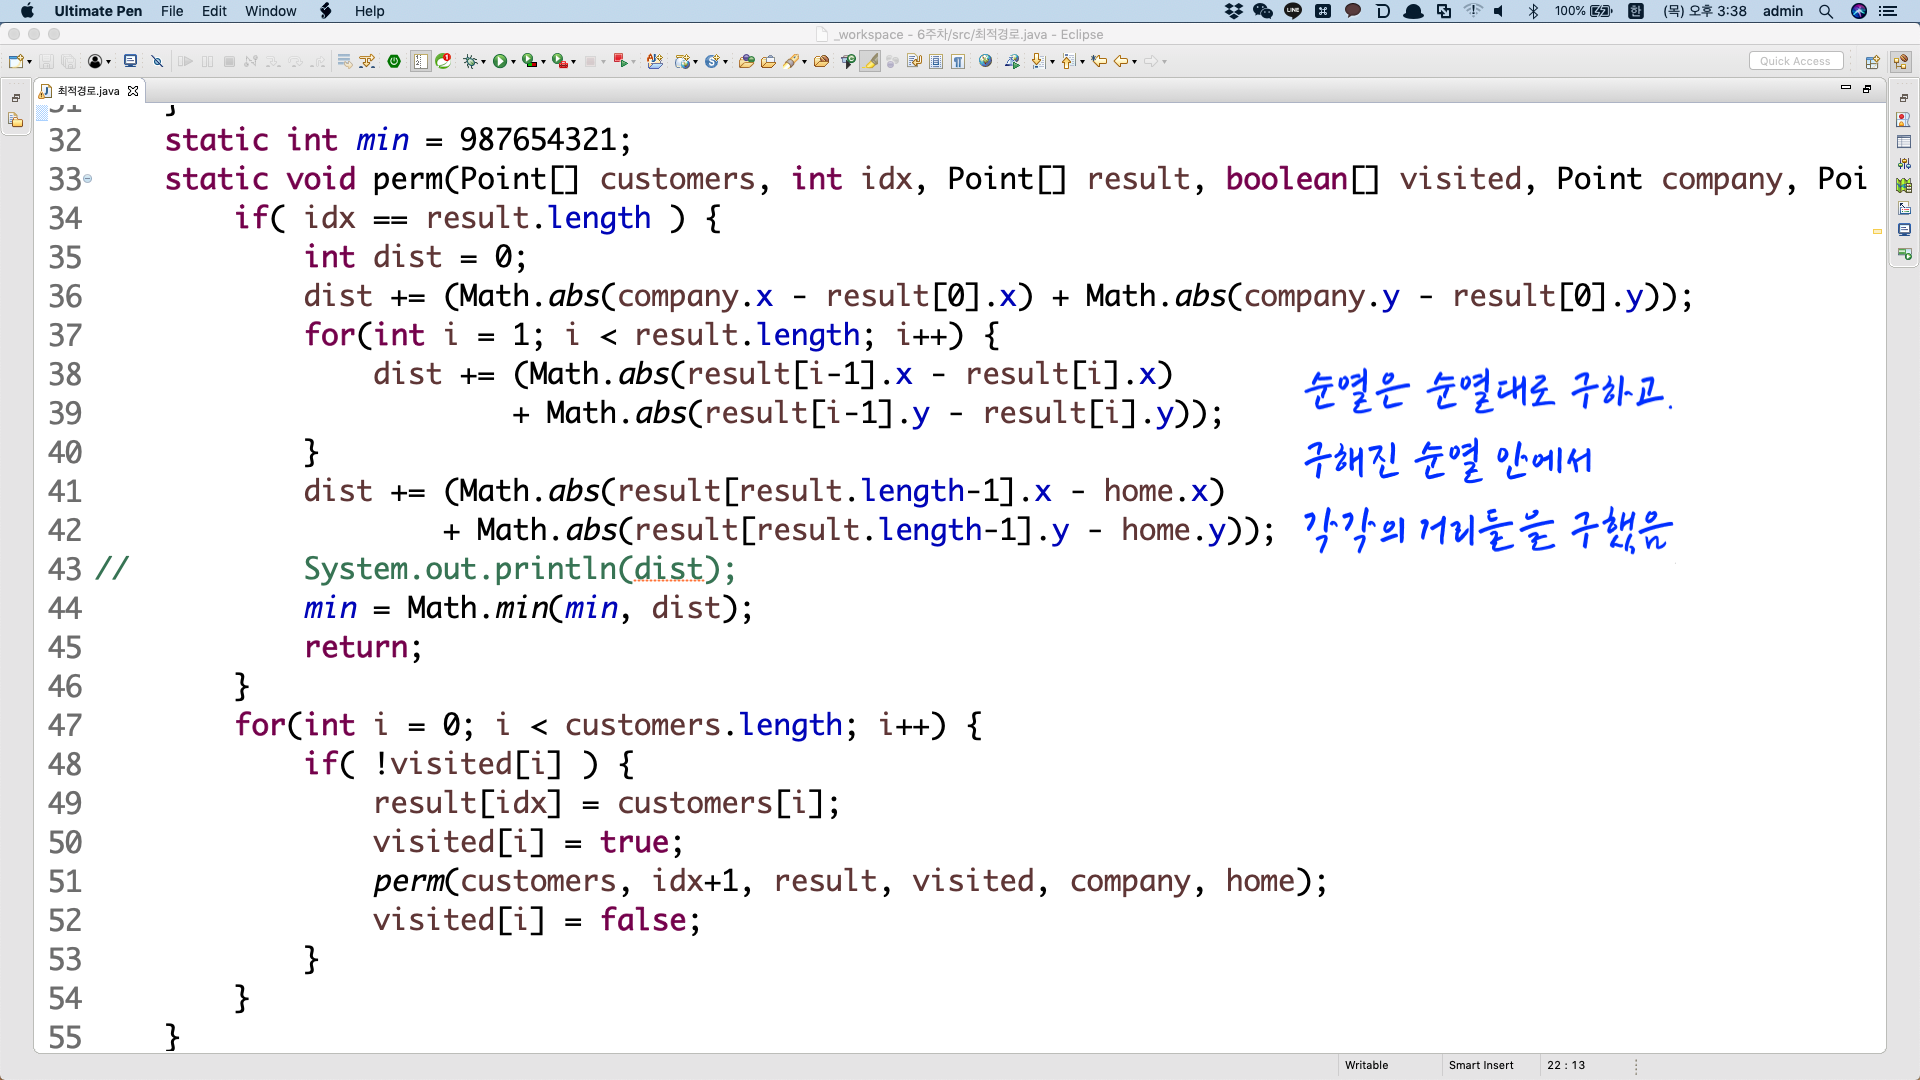 Ultimate Pen File Edit Window Help 100% 한 (목) 오후 3:38 admin
_workspace - 6주차/src/최적경로.java - Eclipse
Quick Access
최적경로.java
31 }
32 static int min = 987654321;
33 static void perm(Point[] customers, int idx, Point[] result, boolean[] visited, Point company, Poi
34 if( idx == result.length ) {
35 int dist = 0;
36 dist += (Math.abs(company.x - result[0].x) + Math.abs(company.y - result[0].y));
37 for(int i = 1; i < result.length; i++) {
38 dist += (Math.abs(result[i-1].x - result[i].x)
39 + Math.abs(result[i-1].y - result[i].y));
40 }
41 dist += (Math.abs(result[result.length-1].x - home.x)
42 + Math.abs(result[result.length-1].y - home.y));
43 // System.out.println(dist);
44 min = Math.min(min, dist);
45 return;
46 }
47 for(int i = 0; i < customers.length; i++) {
48 if( !visited[i] ) {
49 result[idx] = customers[i];
50 visited[i] = true;
51 perm(customers, idx+1, result, visited, company, home);
52 visited[i] = false;
53 }
54 }
55 }
순열은 순열대로 구하고.
구해진 순열 안에서
각각의 거리들을 구했음
Writable Smart Insert 22 : 13